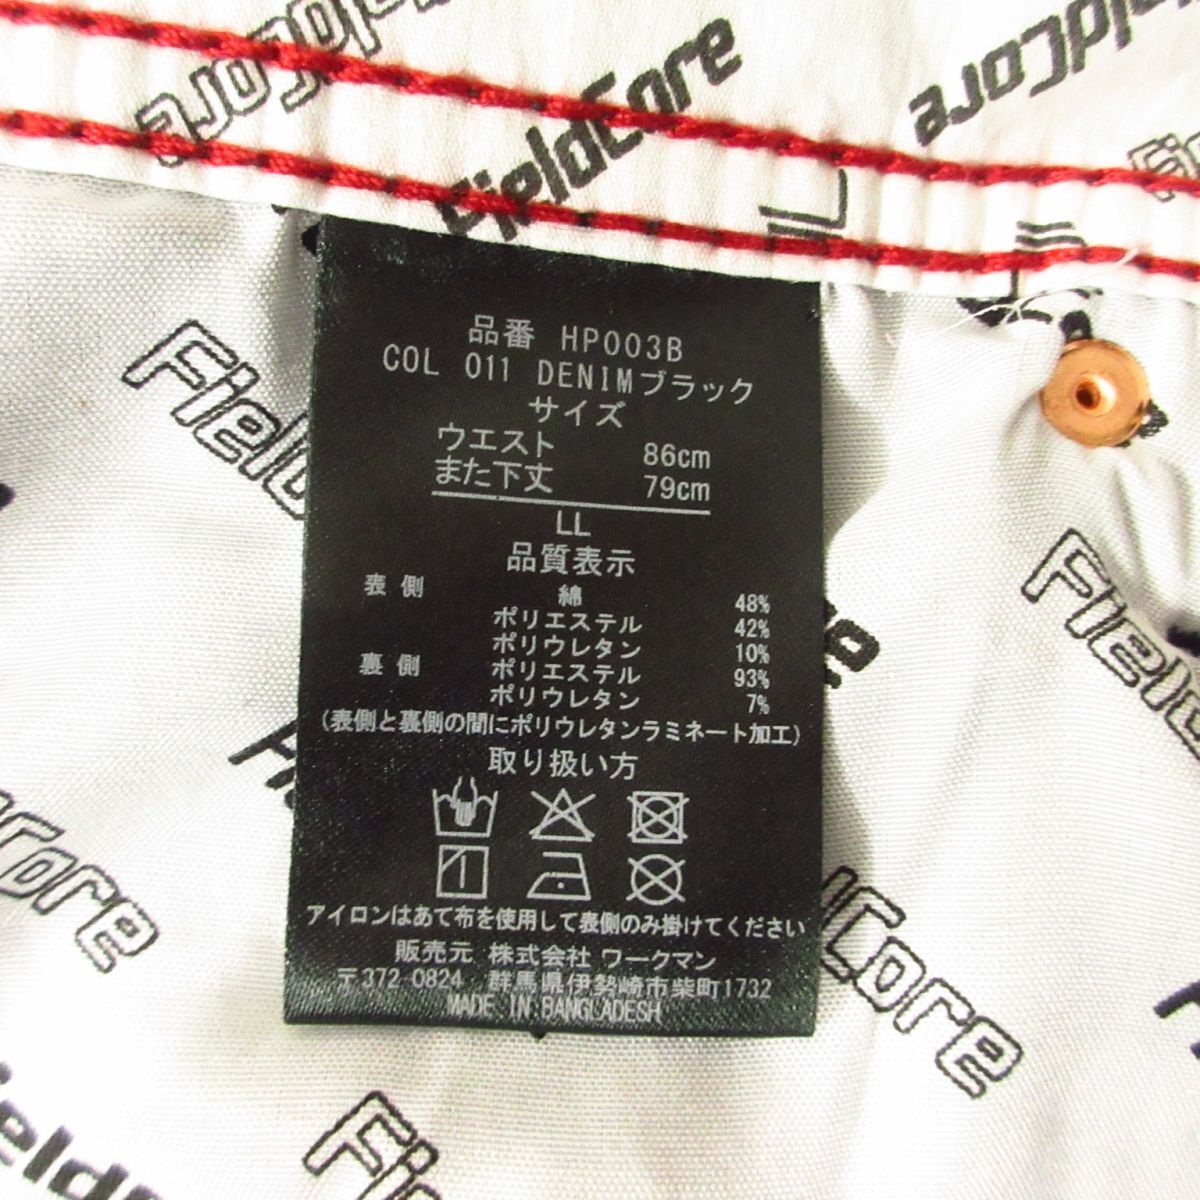 FieldCore
FieldCore
FieldCore
品番 HP003B
COL 011 DENIMブラック
サイズ
ウエスト 86cm
また下丈 79cm
LL
品質表示
表側 綿 48%
ポリエステル 42%
ポリウレタン 10%
裏側 ポリエステル 93%
ポリウレタン 7%
(表側と裏側の間にポリウレタンラミネート加工)
取り扱い方
アイロンはあて布を使用して表側のみ掛けてください
販売元 株式会社 ワークマン
〒372 0824 群馬県伊勢崎市柴町1732
MADE IN BANGLADESH